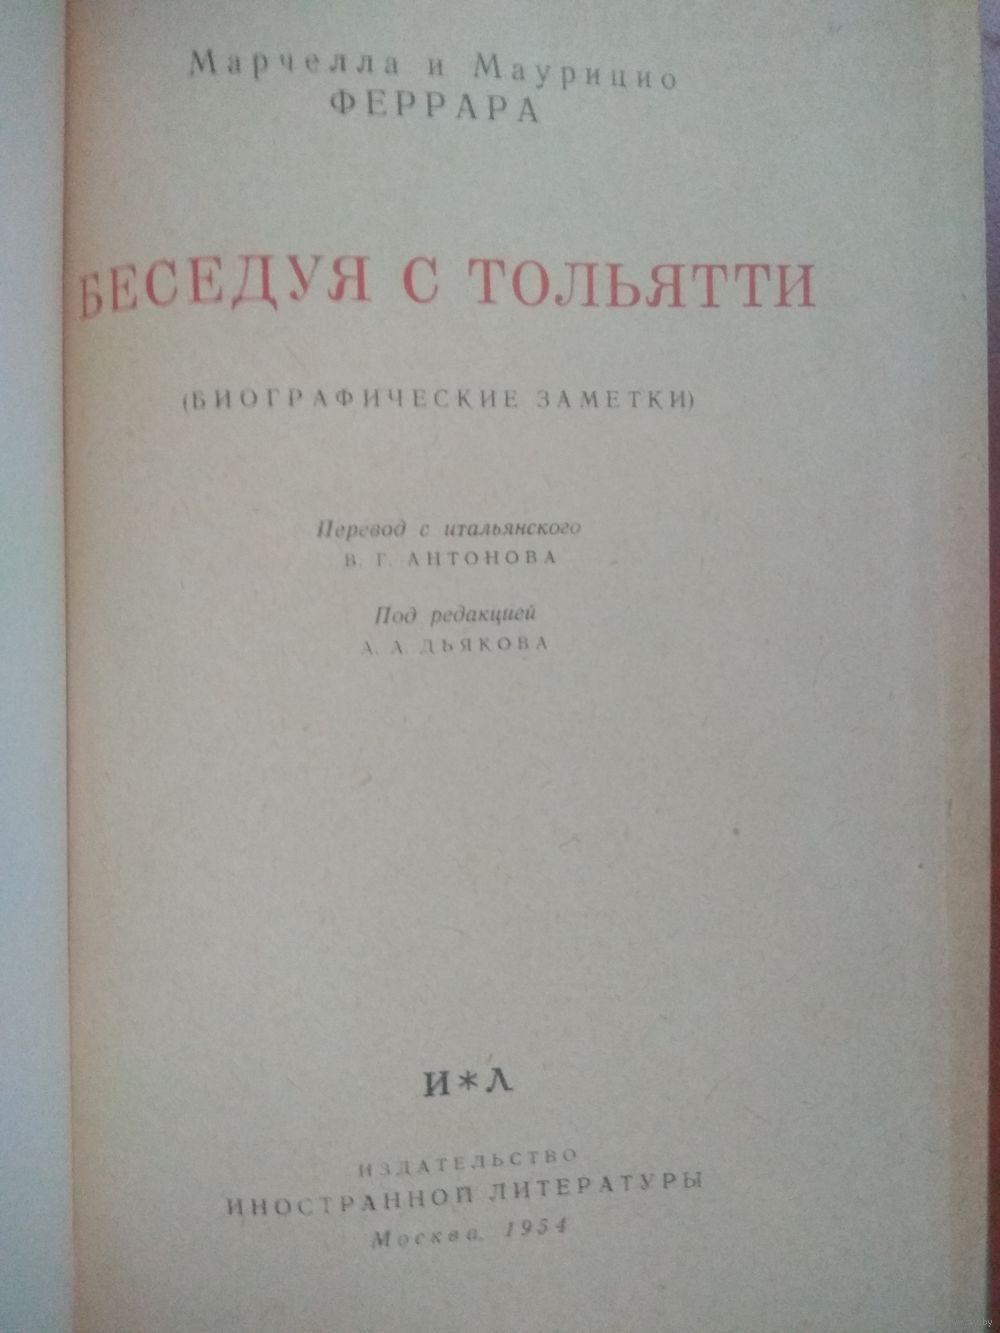 Марчелла и Маурицио
ФЕРРАРА
БЕСЕДУЯ С ТОЛЬЯТТИ
(БИОГРАФИЧЕСКИЕ ЗАМЕТКИ)
Перевод с итальянского
В. Г. АНТОНОВА
Под редакцией
А. А. ДЬЯКОВА
И*Л
ИЗДАТЕЛЬСТВО
ИНОСТРАННОЙ ЛИТЕРАТУРЫ
Москва, 1954